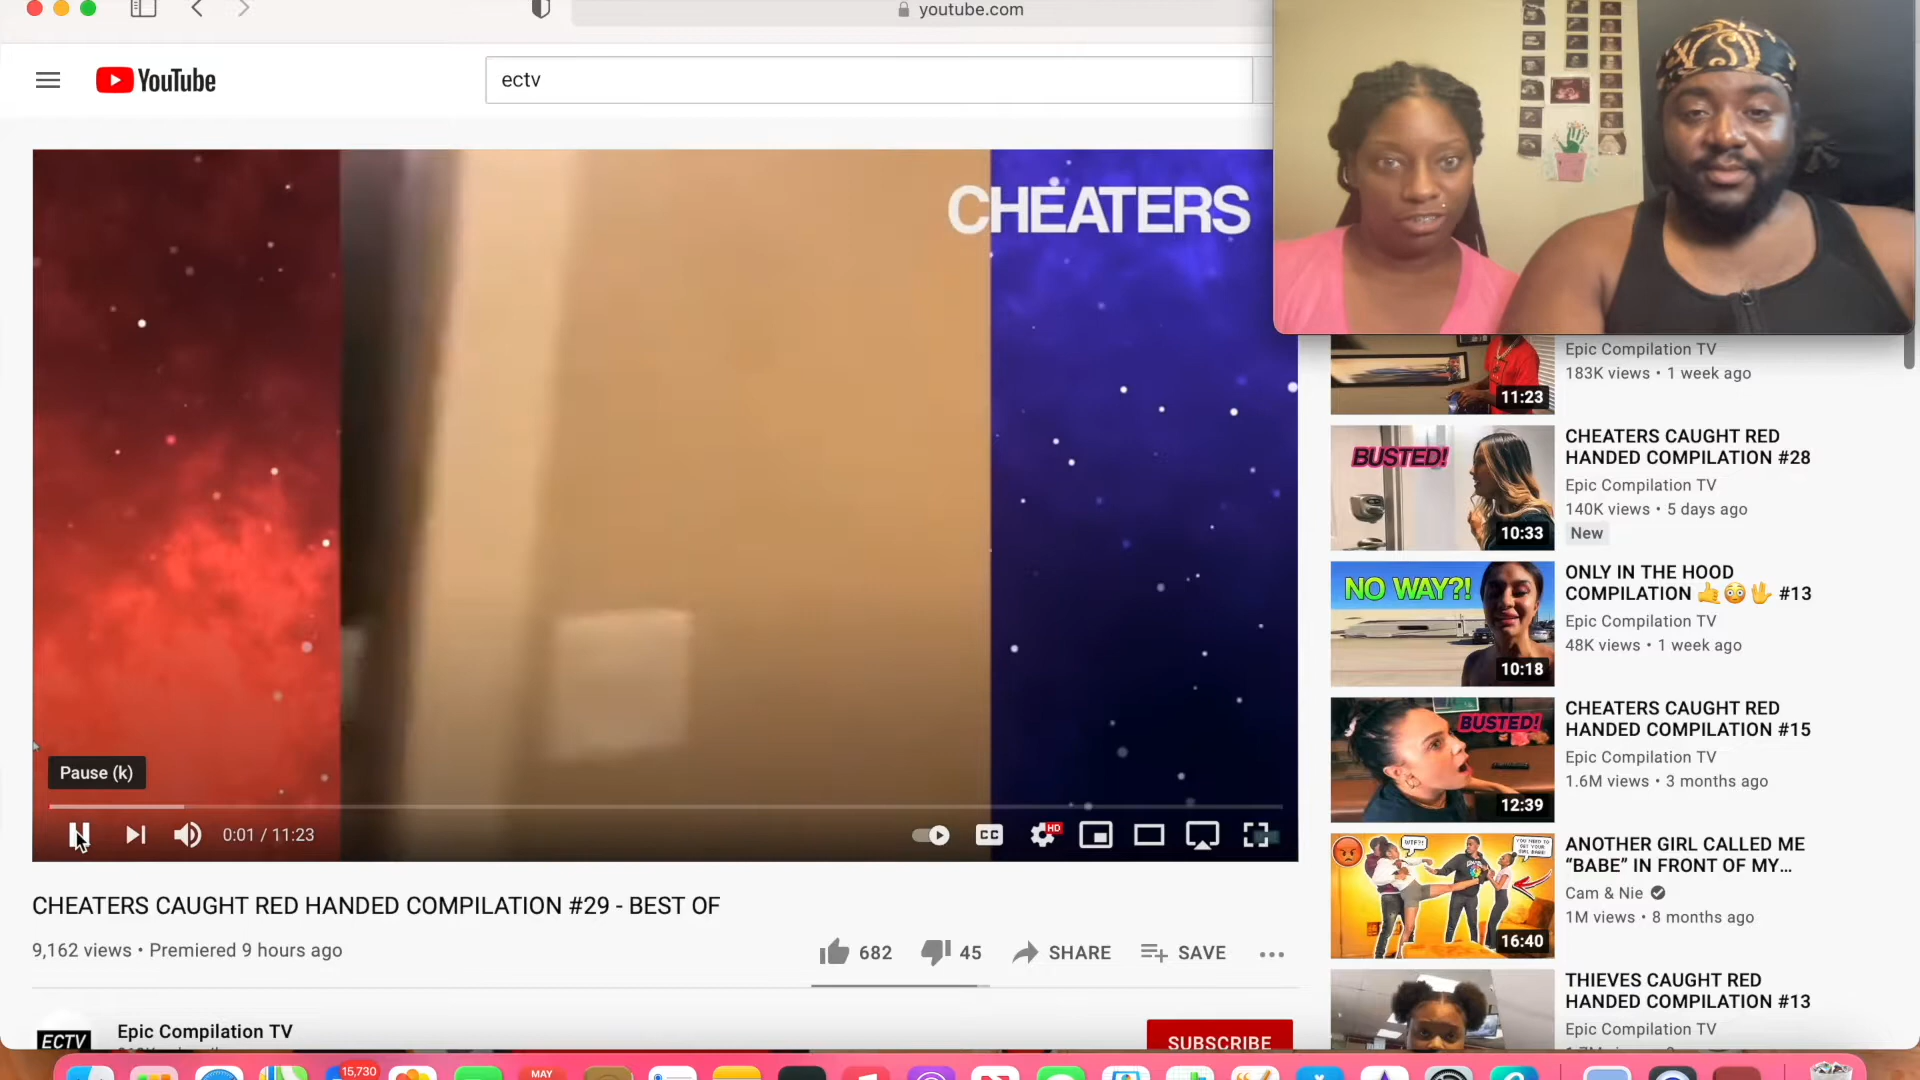 youtube.com
YouTube
ectv
CHEATERS
Pause (k)
0:01 / 11:23
CC
HD
CHEATERS CAUGHT RED HANDED COMPILATION #29 - BEST OF
9,162 views • Premiered 9 hours ago
682
45
SHARE
SAVE
ECTV
Epic Compilation TV
SUBSCRIBE
Epic Compilation TV
183K views • 1 week ago
11:23
BUSTED!
10:33
CHEATERS CAUGHT RED
HANDED COMPILATION #28
Epic Compilation TV
140K views • 5 days ago
New
NO WAY?!
10:18
ONLY IN THE HOOD
COMPILATION 🤙😳🖖 #13
Epic Compilation TV
48K views • 1 week ago
BUSTED!
12:39
CHEATERS CAUGHT RED
HANDED COMPILATION #15
Epic Compilation TV
1.6M views • 3 months ago
WTF?!
16:40
ANOTHER GIRL CALLED ME
“BABE” IN FRONT OF MY...
Cam & Nie
1M views • 8 months ago
THIEVES CAUGHT RED
HANDED COMPILATION #13
Epic Compilation TV
15,730
MAY